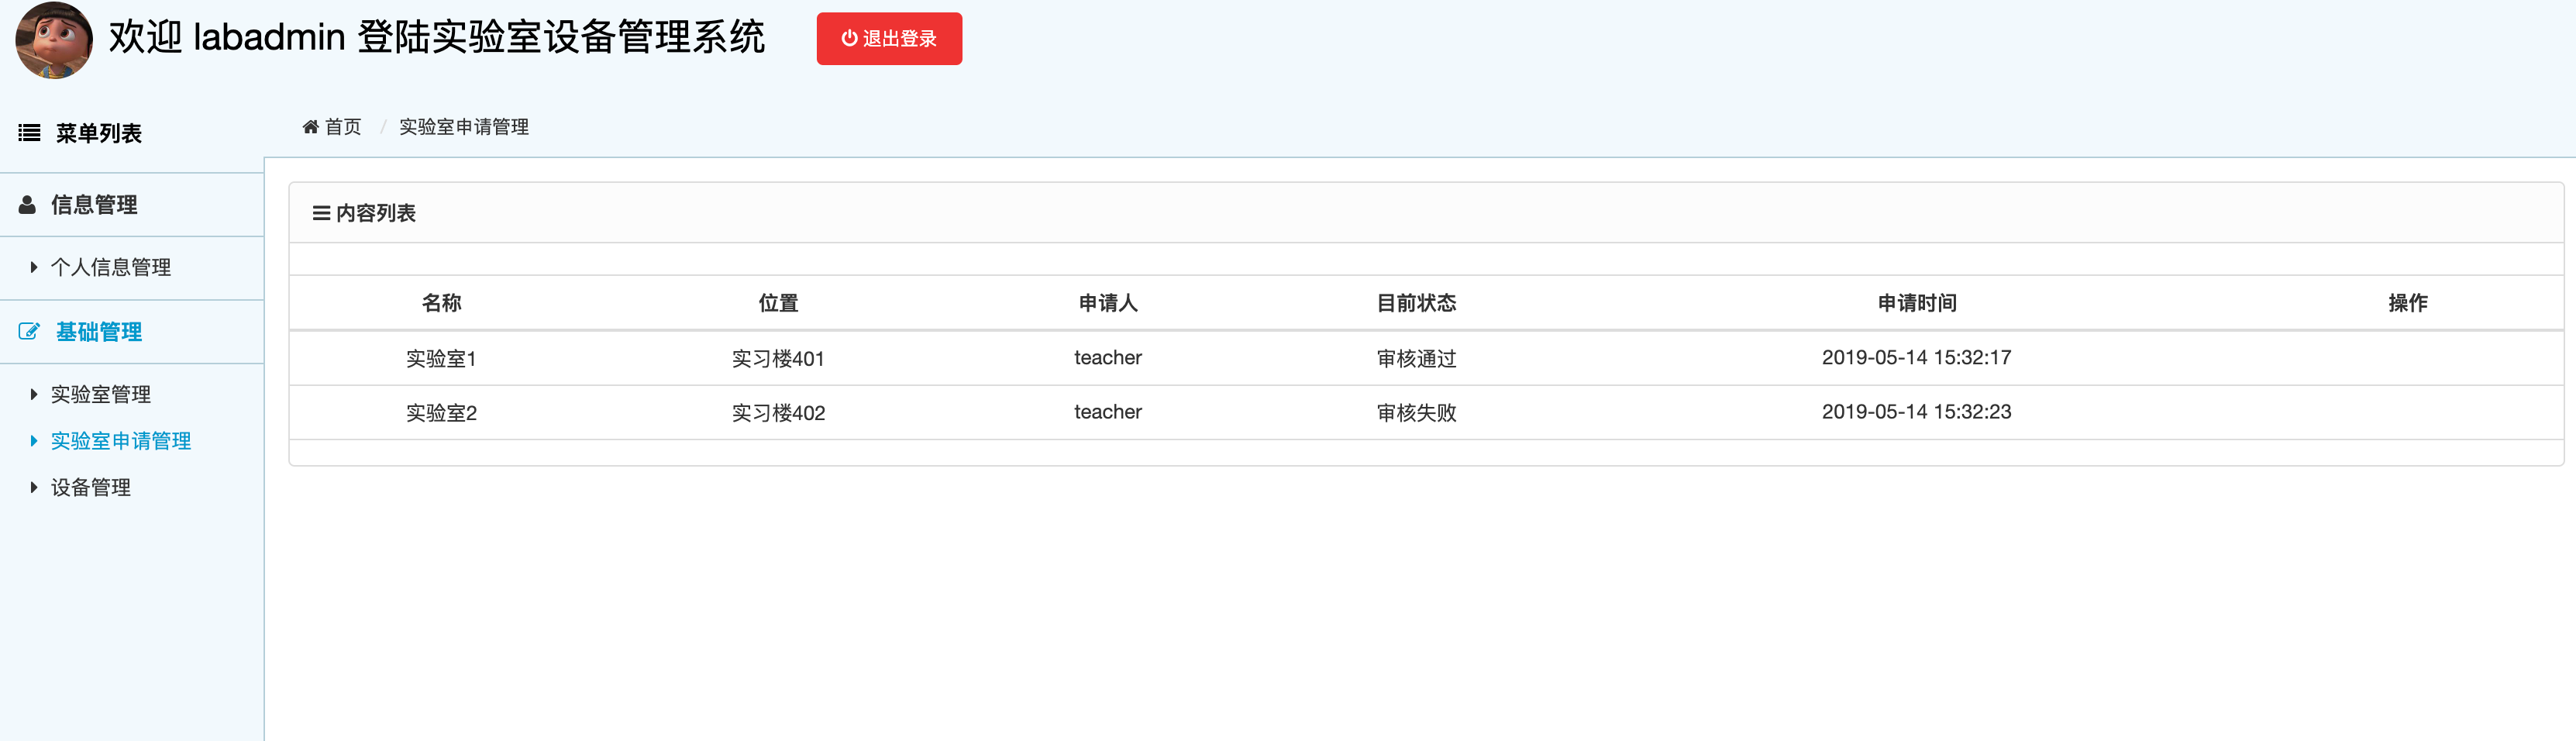 欢迎 labadmin 登陆实验室设备管理系统
退出登录
菜单列表
首页 / 实验室申请管理
信息管理
个人信息管理
基础管理
实验室管理
实验室申请管理
设备管理
内容列表
名称 位置 申请人 目前状态 申请时间 操作
实验室1 实习楼401 teacher 审核通过 2019-05-14 15:32:17
实验室2 实习楼402 teacher 审核失败 2019-05-14 15:32:23